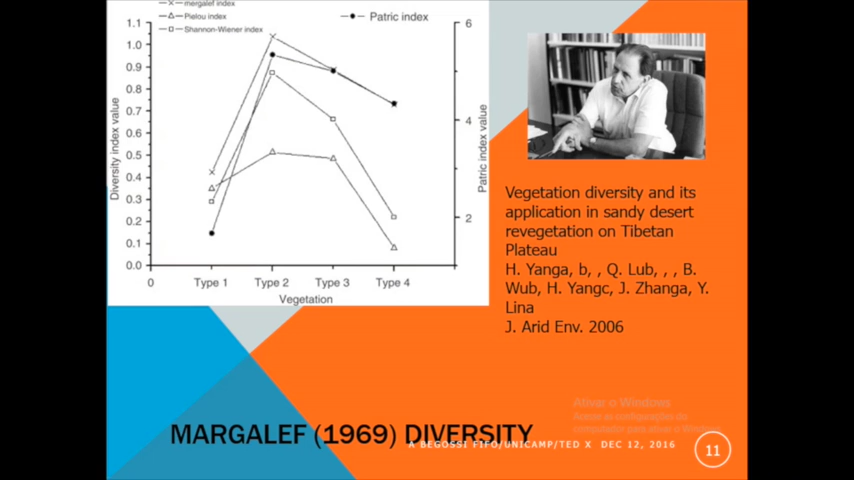 mergalef index
Pielou index
Shannon-Wiener index
Patric index
1.1
1.0
0.9
0.8
0.7
0.6
0.5
0.4
0.3
0.2
0.1
0.0
Diversity index value
6
4
2
Patric index value
0 Type 1 Type 2 Type 3 Type 4
Vegetation
Vegetation diversity and its
application in sandy desert
revegetation on Tibetan
Plateau
H. Yanga, b, , Q. Lub, , , B.
Wub, H. Yangc, J. Zhanga, Y.
Lina
J. Arid Env. 2006
Ativar o Windows
Acesse as configurações do
computador para ativar o Windows
MARGALEF (1969) DIVERSITY
A BEGOSSI FIFO/UNICAMP/TED X DEC 12, 2016
11